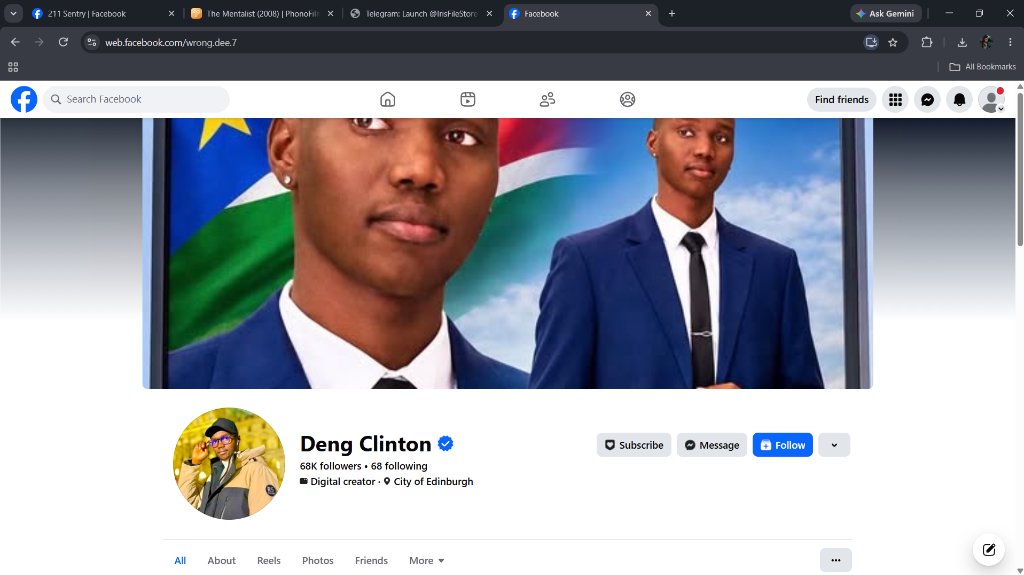 211 Sentry | Facebook
The Mentalist (2008) | PhonoFilm
Telegram: Launch @IrisFileStore
Facebook
Ask Gemini
web.facebook.com/wrong.dee.7
All Bookmarks
Search Facebook
Find friends
Deng Clinton
68K followers • 68 following
Digital creator · City of Edinburgh
Subscribe
Message
Follow
All
About
Reels
Photos
Friends
More